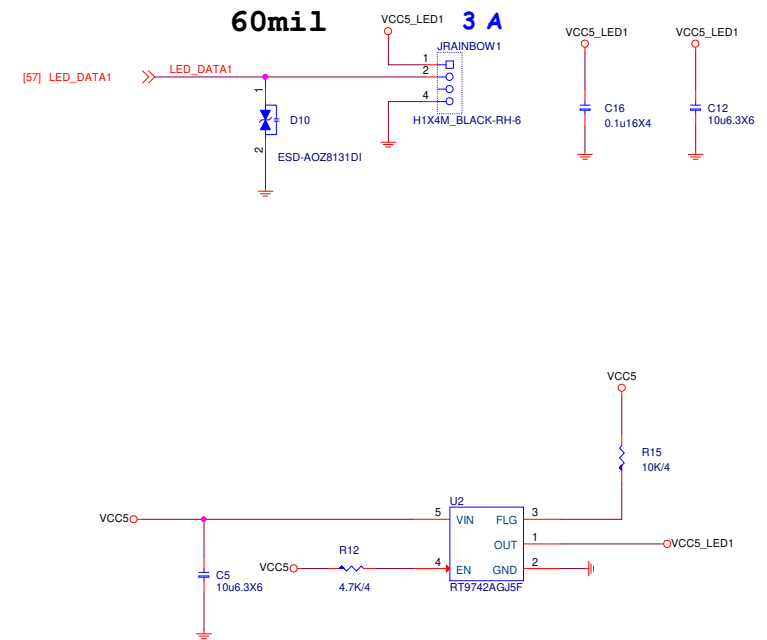 60mil
VCC5_LED1
3 A
JRAINBOW1
[57] LED_DATA1
LED_DATA1
1
2
4
H1X4M_BLACK-RH-6
1
D10
2
ESD-AOZ8131DI
VCC5_LED1
C16
0.1u16X4
VCC5_LED1
C12
10u6.3X6
VCC5
R15
10K/4
U2
VCC5
5
VIN
FLG
3
OUT
1
VCC5_LED1
R12
VCC5
4
EN
GND
2
4.7K/4
RT9742AGJ5F
C5
10u6.3X6